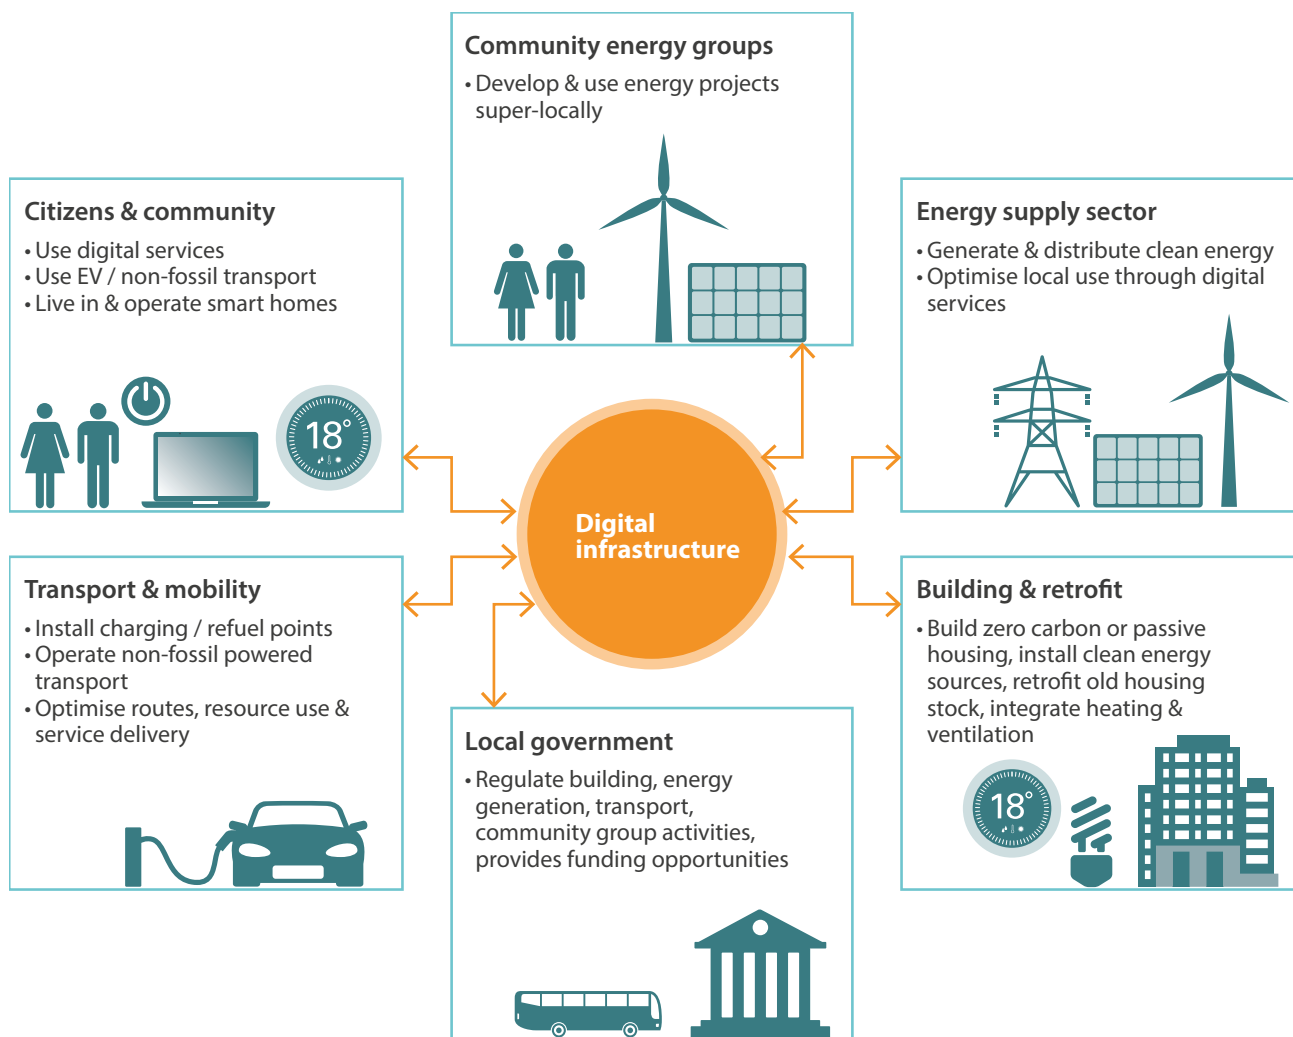 Community energy groups
• Develop & use energy projects
super-locally
Citizens & community
• Use digital services
• Use EV / non-fossil transport
• Live in & operate smart homes
18°
Energy supply sector
• Generate & distribute clean energy
• Optimise local use through digital
services
Digital
infrastructure
Transport & mobility
• Install charging / refuel points
• Operate non-fossil powered
transport
• Optimise routes, resource use &
service delivery
Local government
• Regulate building, energy
generation, transport,
community group activities,
provides funding opportunities
Building & retrofit
• Build zero carbon or passive
housing, install clean energy
sources, retrofit old housing
stock, integrate heating &
ventilation
18°